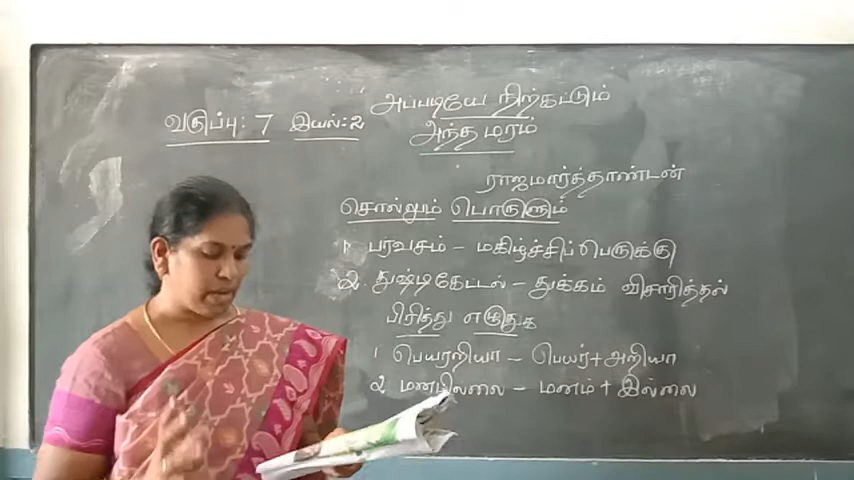 வகுப்பு: 7 இயல்: 2 அப்படியே நிற்கட்டும்
அந்த மரம்
ராஜமார்த்தாண்டன்
சொல்லும் பொருளும்
1. பரவசம் - மகிழ்ச்சிப் பெருக்கு
2. துஷ்டிகேட்டல் - துக்கம் விசாரித்தல்
பிரித்து எழுதுக
1 பெயரறியா - பெயர் + அறியா
2. மனமில்லை - மனம் + இல்லை